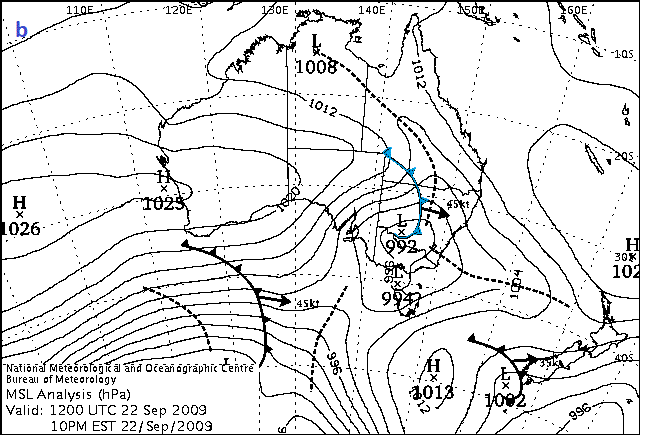 b
110E 120E 130E 140E 150E 160E
L
1008
10S
1012
1012
20S
H
1025
H
1026
1020
45kt
L
992
H
30S
102
996
L
994
1004
45kt
996
H
1013
1012
35kt
L
1002
40S
996
National Meteorological and Oceanographic Centre
Bureau of Meteorology
MSL Analysis (hPa)
Valid: 1200 UTC 22 Sep 2009
10PM EST 22/Sep/2009